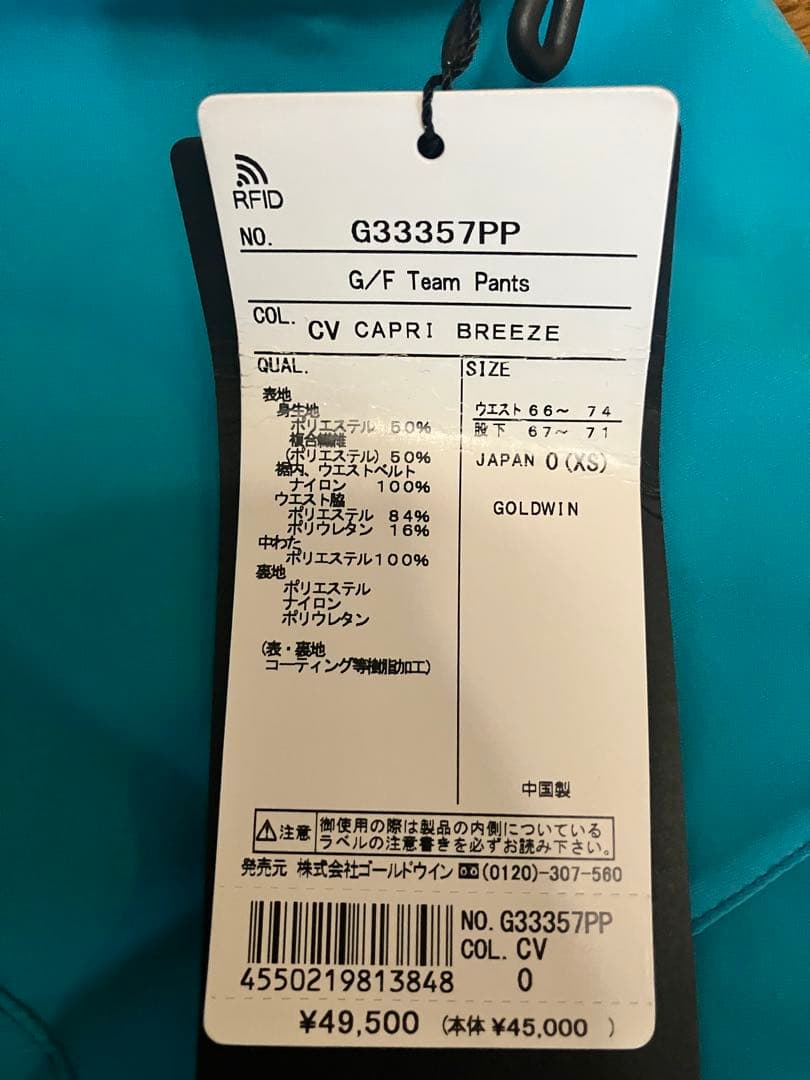 RFID
NO. G33357PP
G/F Team Pants
COL. CV CAPRI BREEZE
QUAL.
表地
身生地
ポリエステル 50%
複合繊維
(ポリエステル) 50%
裾内、ウエストベルト
ナイロン 100%
ウエスト脇
ポリエステル 84%
ポリウレタン 16%
中わた
ポリエステル100%
裏地
ポリエステル
ナイロン
ポリウレタン
(表・裏地
コーティング等樹脂加工)
SIZE
ウエスト 66～ 74
股下 67～ 71
JAPAN 0(XS)
GOLDWIN
中国製
注意 御使用の際は製品の内側についている
ラベルの注意書きを必ずお読み下さい。
発売元 株式会社ゴールドウイン (0120)-307-560
4550219813848
NO. G33357PP
COL. CV
0
¥49,500 (本体 ¥45,000 )